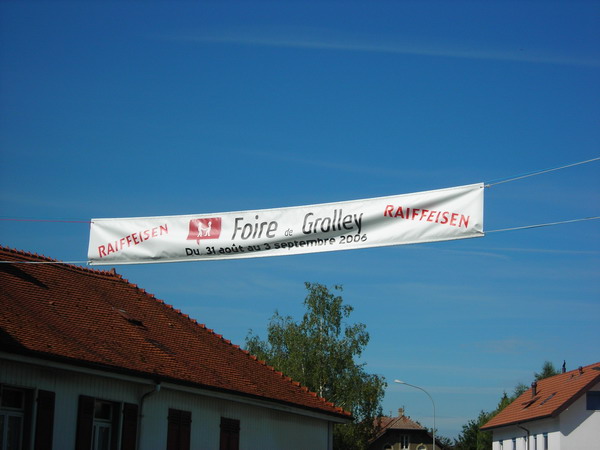 RAIFFEISEN Foire de Grolley RAIFFEISEN
Du 31 août au 3 septembre 2006